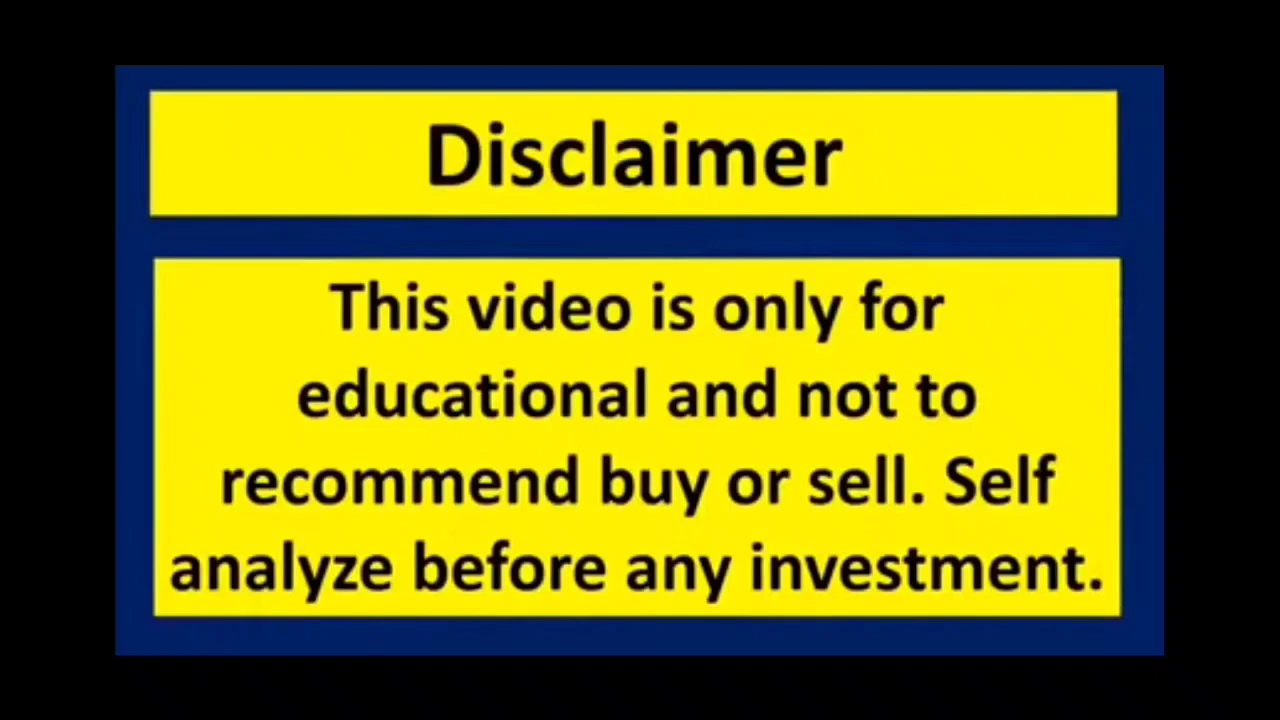 Disclaimer
This video is only for
educational and not to
recommend buy or sell. Self
analyze before any investment.